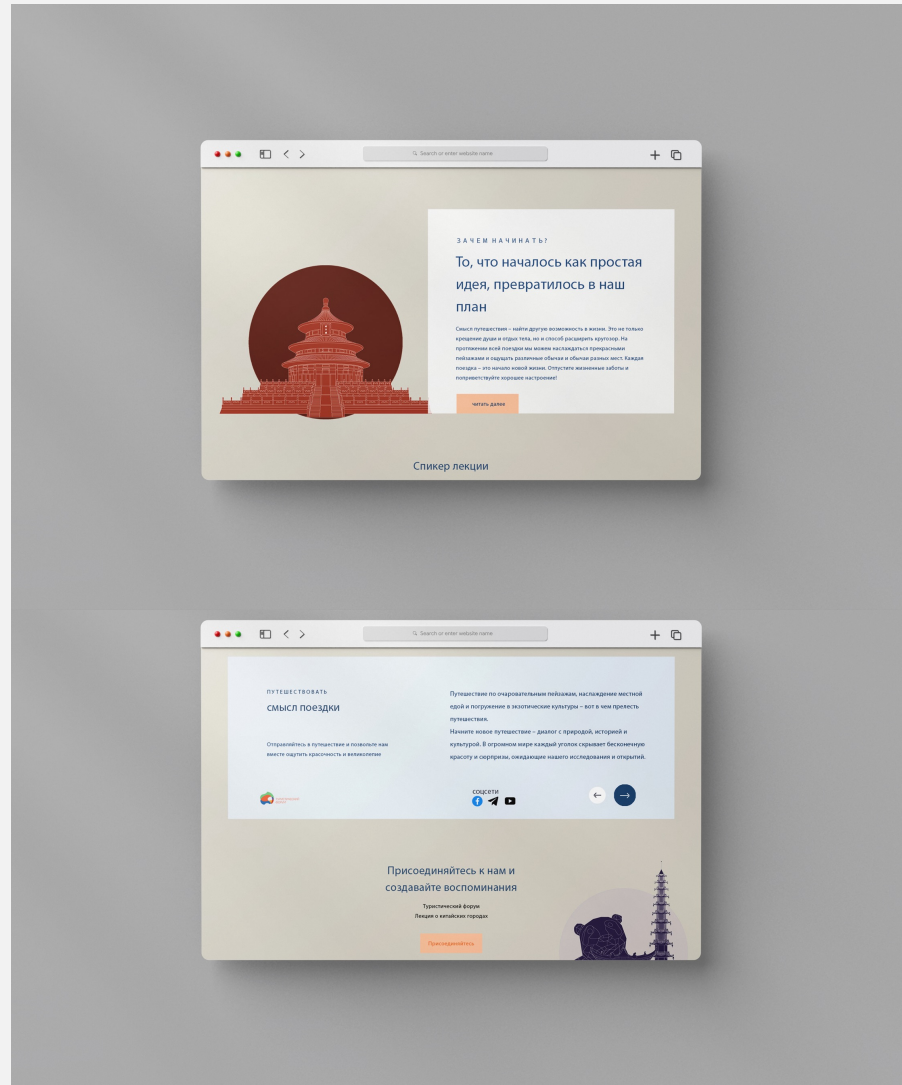 Search or enter website name
ЗАЧЕМ НАЧИНАТЬ?
То, что началось как простая
идея, превратилось в наш
план
Смысл путешествия – найти другую возможность в жизни. Это не только
крещение души и отдых тела, но и способ расширить кругозор. На
протяжении всей поездки мы можем наслаждаться прекрасными
пейзажами и ощущать различные обычаи и обычаи разных мест. Каждая
поездка – это начало новой жизни. Отпустите жизненные заботы и
поприветствуйте хорошее настроение!
читать далее
Спикер лекции
Search or enter website name
ПУТЕШЕСТВОВАТЬ
смысл поездки
Отправляйтесь в путешествие и позвольте нам
вместе ощутить красочность и великолепие
Путешествие по очаровательным пейзажам, наслаждение местной
едой и погружение в экзотические культуры – вот в чем прелесть
путешествия.
Начните новое путешествие – диалог с природой, историей и
культурой. В огромном мире каждый уголок скрывает бесконечную
красоту и сюрпризы, ожидающие нашего исследования и открытий.
соцсети
Присоединяйтесь к нам и
создавайте воспоминания
Туристический форум
Лекция о китайских городах
Присоединяйтесь